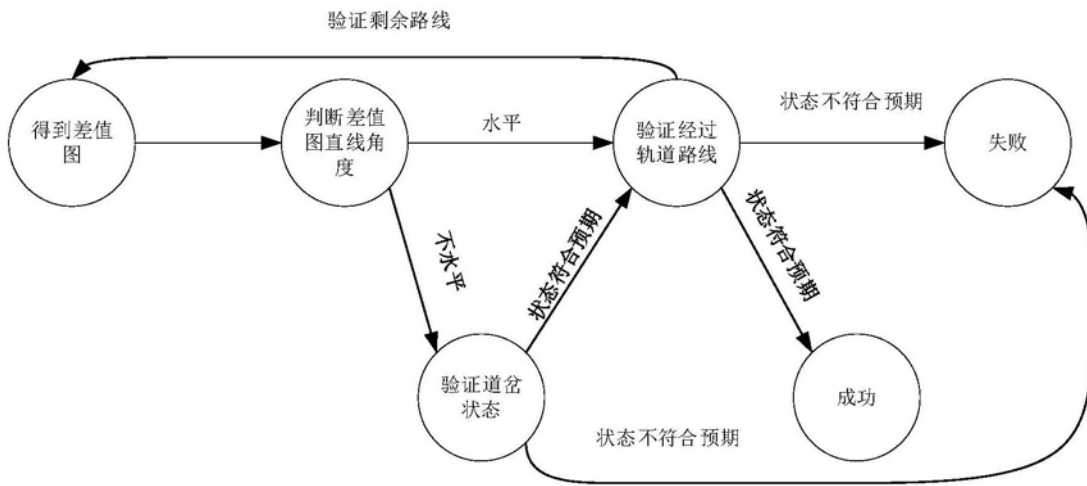 验证剩余路线
得到差值
图
判断差值
图直线角
度
水平
验证经过
轨道路线
状态不符合预期
失败
不水平
状态符合预期
状态符合预期
验证道岔
状态
成功
状态不符合预期